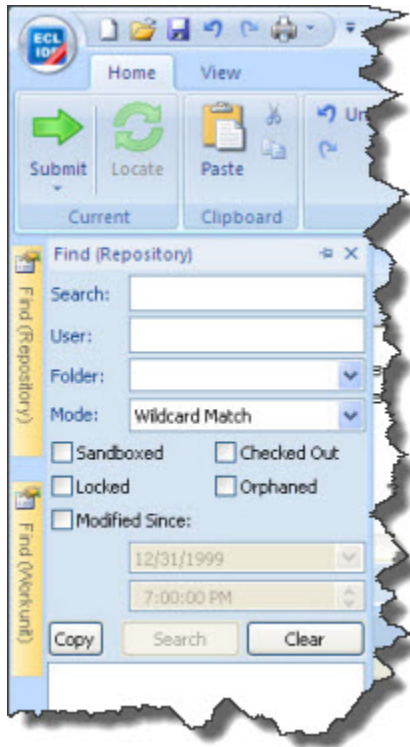 ECL
IDE
Home View
Un
Submit Locate Paste
Current Clipboard
Find (Repository)
Find (Workunit)
Find (Repository)
Search:
User:
Folder:
Mode: Wildcard Match
Sandboxed Checked Out
Locked Orphaned
Modified Since:
12/31/1999
7:00:00 PM
Copy Search Clear